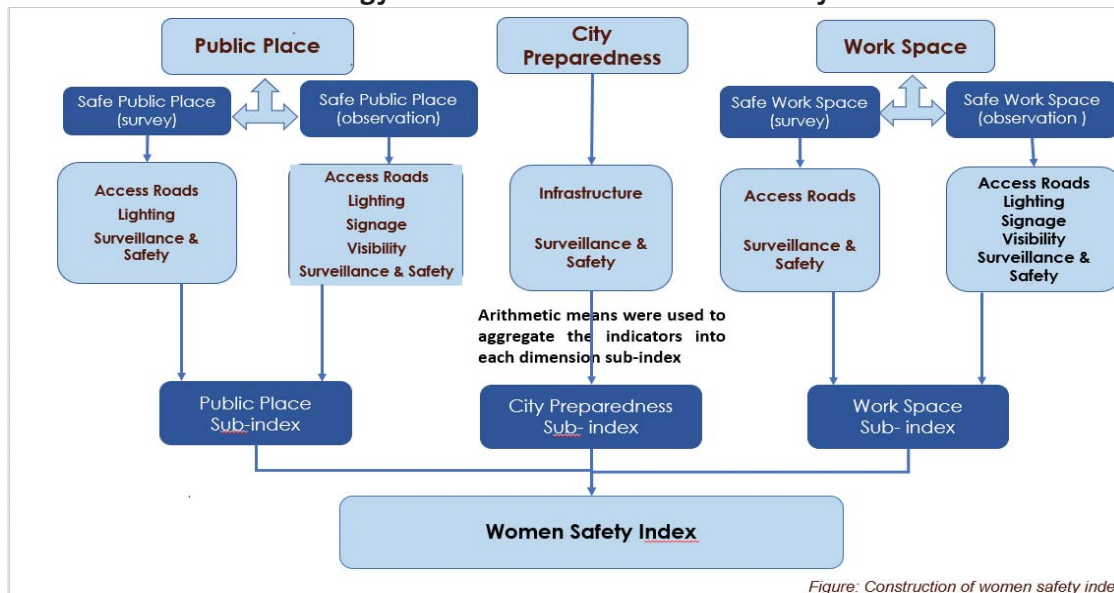 Public Place
City
Preparedness
Work Space
Safe Public Place
(survey)
Safe Public Place
(observation)
Safe Work Space
(survey)
Safe Work Space
(observation )
Access Roads
Lighting
Surveillance &
Safety
Access Roads
Lighting
Signage
Visibility
Surveillance & Safety
Infrastructure
Surveillance &
Safety
Access Roads
Surveillance &
Safety
Access Roads
Lighting
Signage
Visibility
Surveillance &
Safety
Arithmetic means were used to
aggregate the indicators into
each dimension sub-index
Public Place
Sub-index
City Preparedness
Sub- index
Work Space
Sub- index
Women Safety Index
Figure: Construction of women safety inde